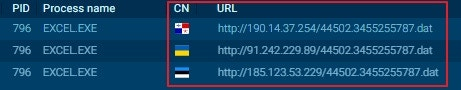 PID Process name CN URL
796 EXCEL.EXE http://190.14.37.254/44502.3455255787.dat
796 EXCEL.EXE http://91.242.229.89/44502.3455255787.dat
796 EXCEL.EXE http://185.123.53.229/44502.3455255787.dat